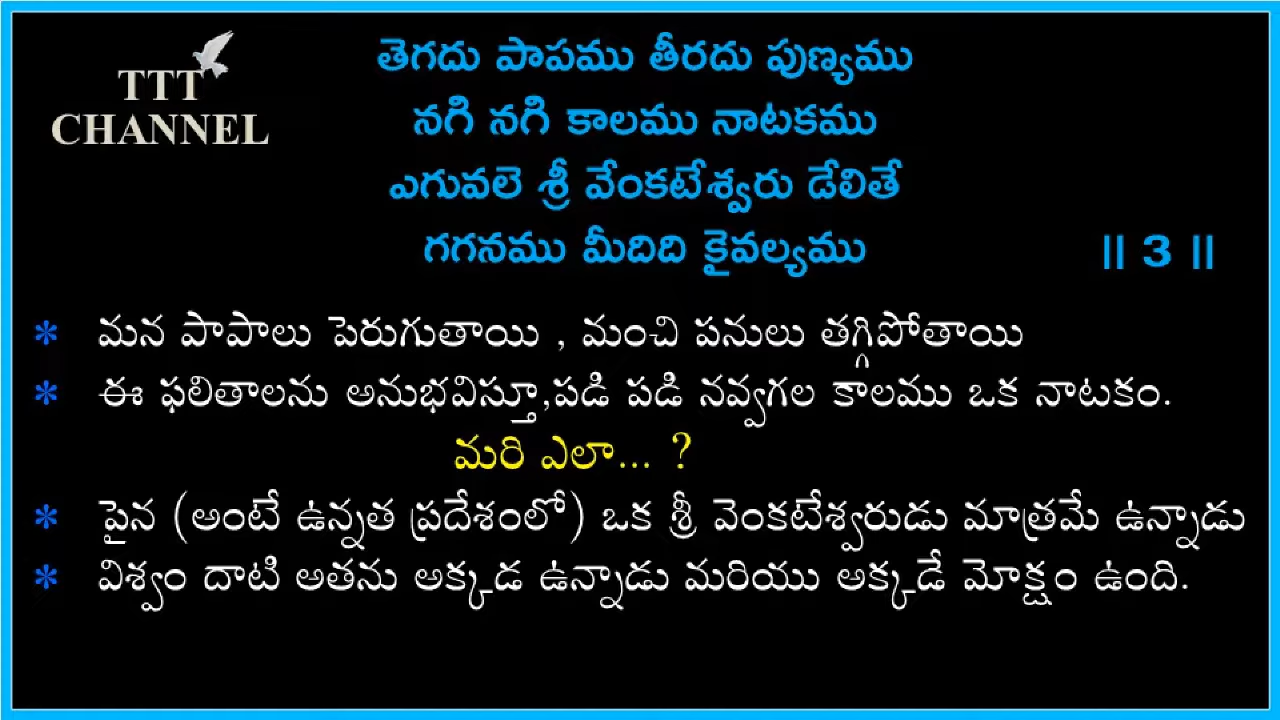 TTT
CHANNEL
తెగదు పాపము తీరదు పుణ్యము
నగి నగి కాలము నాటకము
ఎగువలె శ్రీ వేంకటేశ్వరు డేలితే
గగనము మీదిది కైవల్యము || 3 ||
* మన పాపాలు పెరుగుతాయి , మంచి పనులు తగ్గిపోతాయి
* ఈ ఫలితాలను అనుభవిస్తూ,పడి పడి నవ్వగల కాలము ఒక నాటకం.
మరి ఎలా... ?
* పైన (అంటే ఉన్నత ప్రదేశంలో) ఒక శ్రీ వెంకటేశ్వరుడు మాత్రమే ఉన్నాడు
* విశ్వం దాటి అతను అక్కడ ఉన్నాడు మరియు అక్కడే మోక్షం ఉంది.